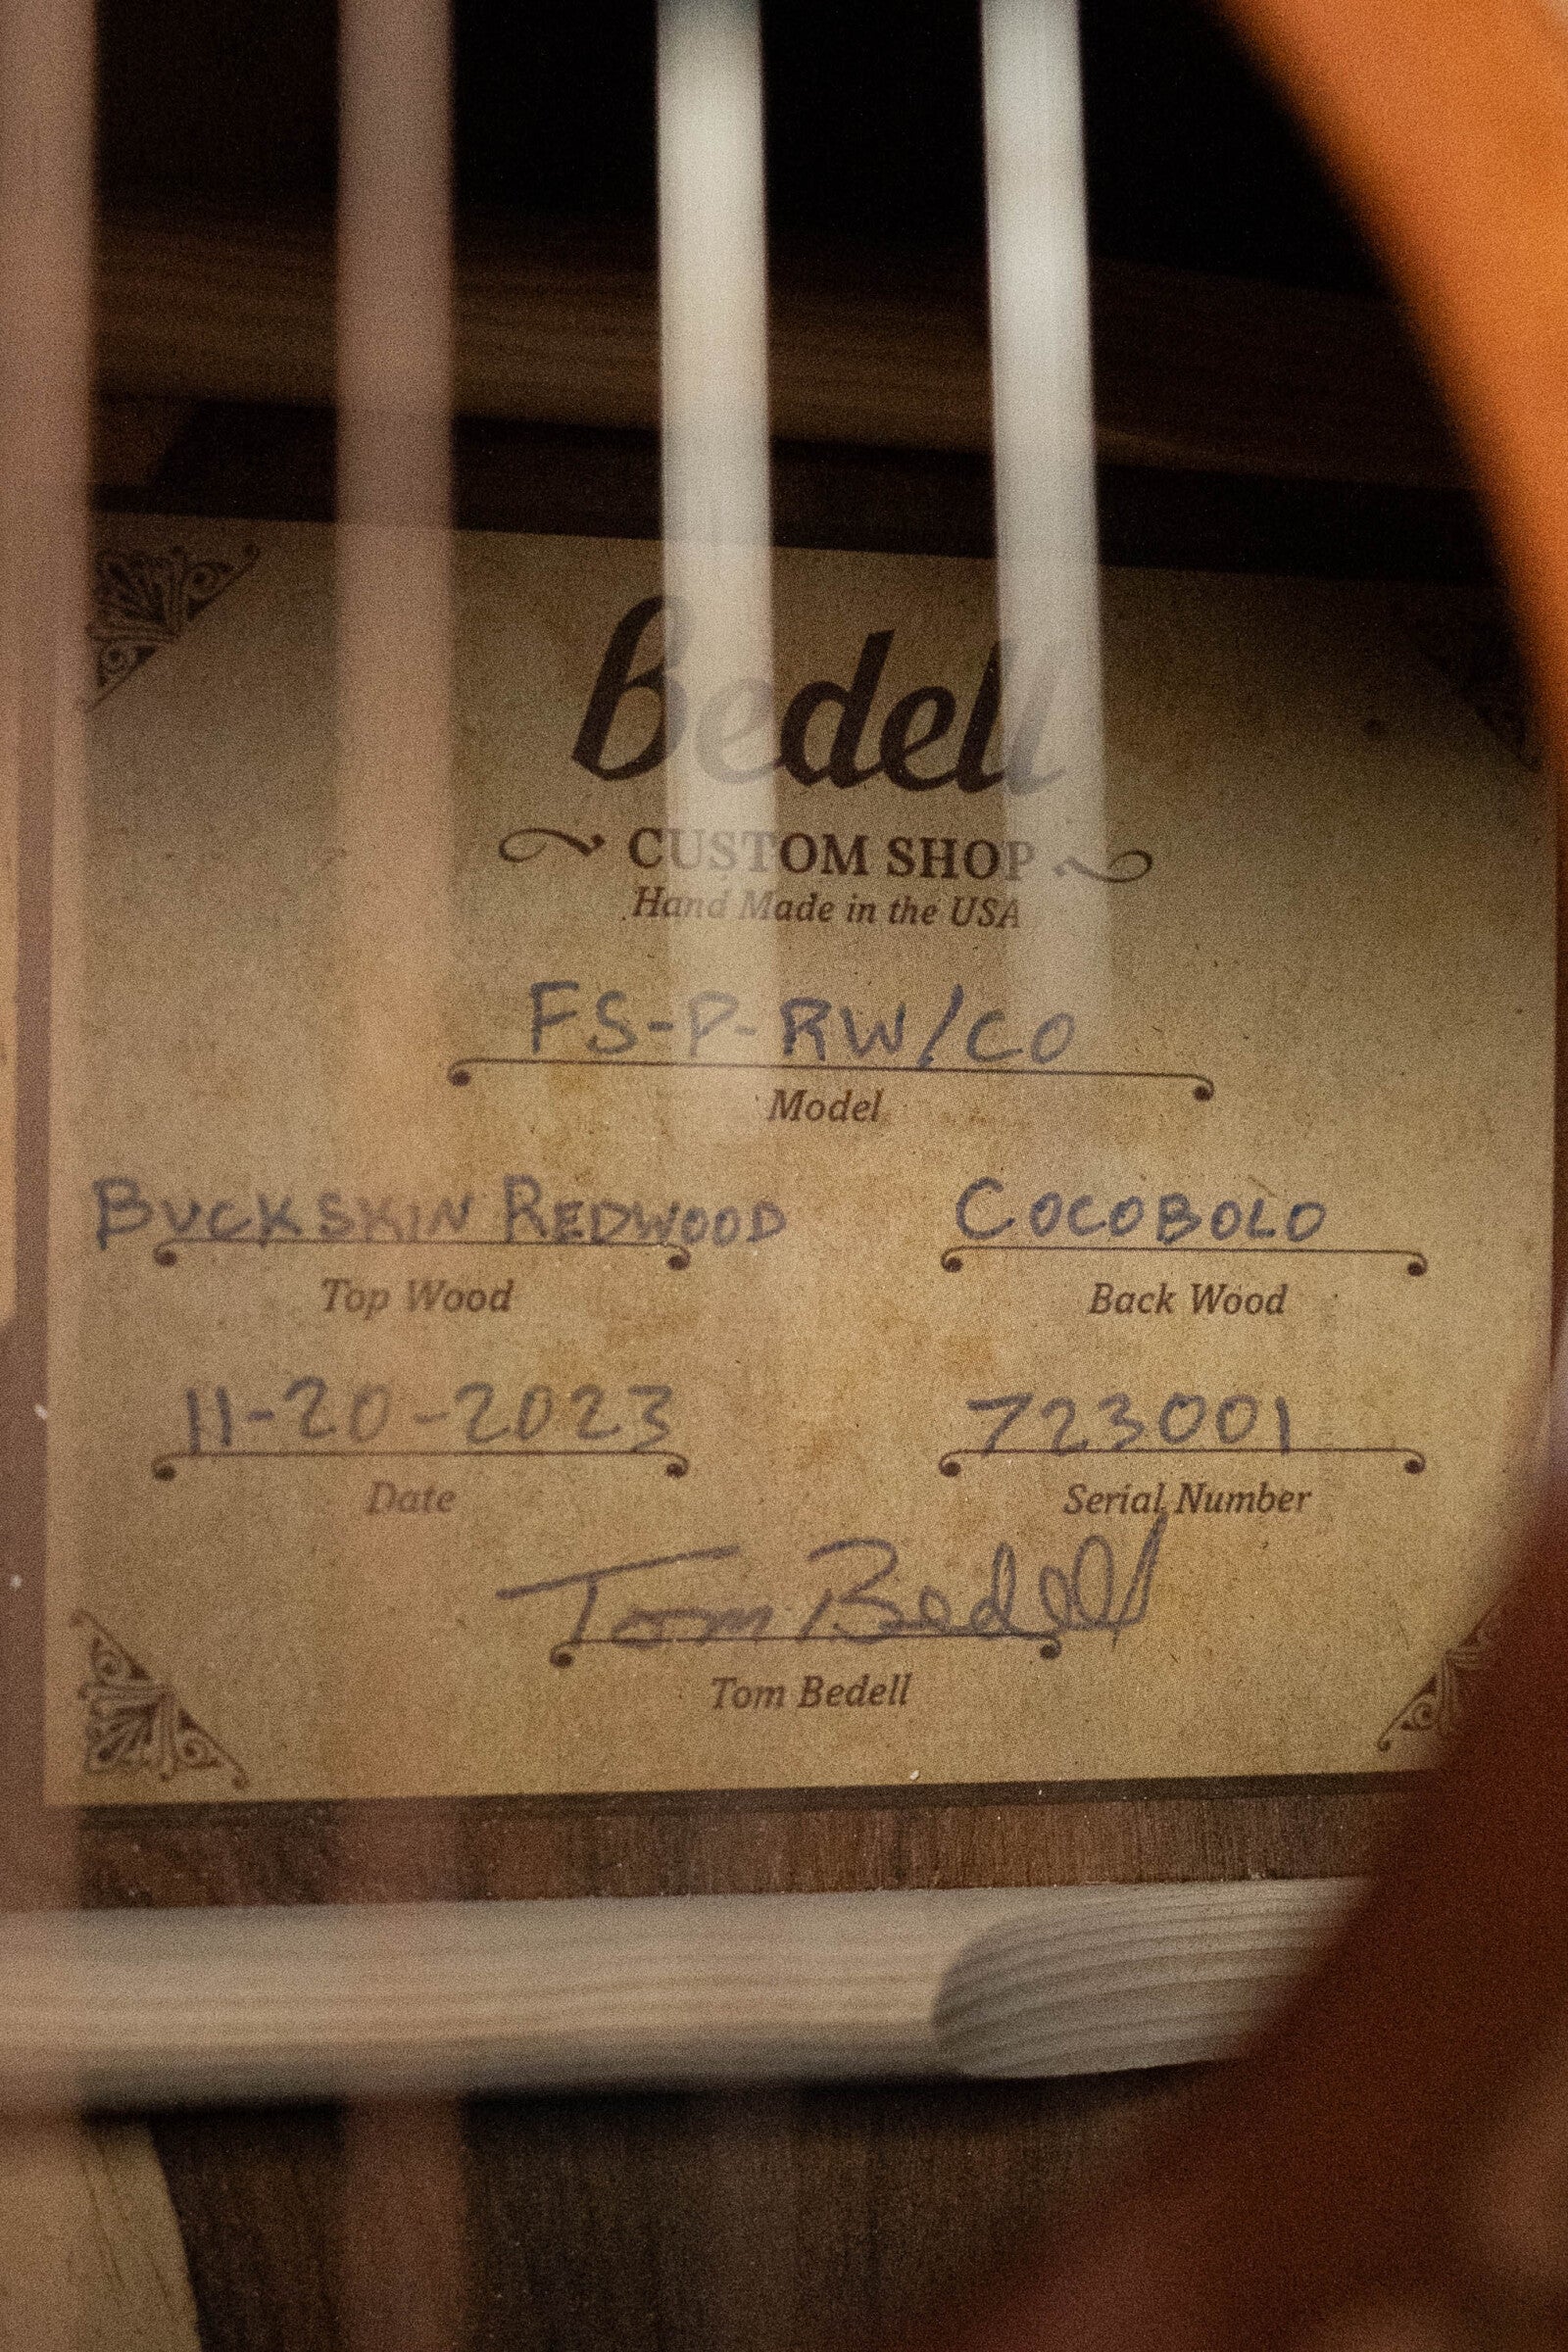 Bedell
CUSTOM SHOP
Hand Made in the USA
FS-P-RW/CO
Model
BUCKSKIN REDWOOD COCOBOLO
Top Wood Back Wood
11-20-2023 723001
Date Serial Number
Tom Bedell
Tom Bedell